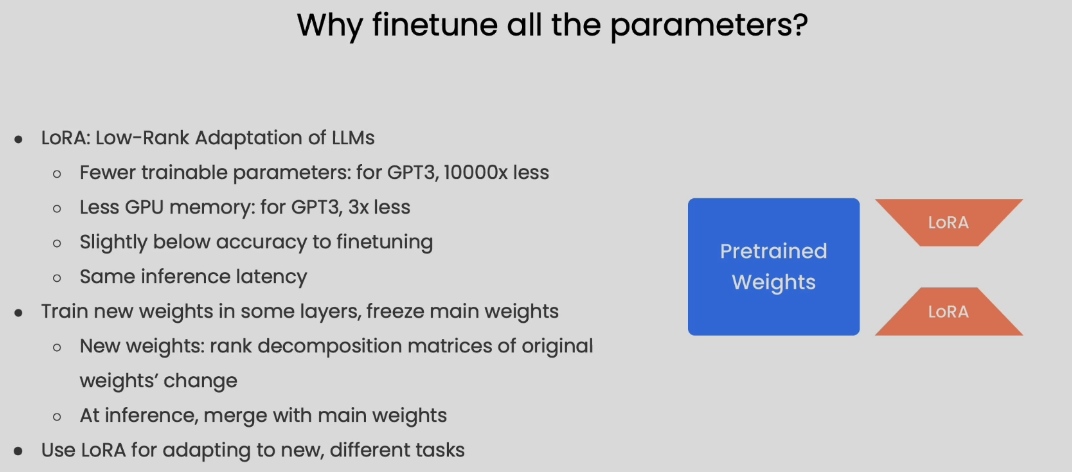 Why finetune all the parameters?
● LoRA: Low-Rank Adaptation of LLMs
○ Fewer trainable parameters: for GPT3, 10000x less
○ Less GPU memory: for GPT3, 3x less
○ Slightly below accuracy to finetuning
○ Same inference latency
● Train new weights in some layers, freeze main weights
○ New weights: rank decomposition matrices of original
weights’ change
○ At inference, merge with main weights
● Use LoRA for adapting to new, different tasks
Pretrained
Weights
LoRA
LoRA